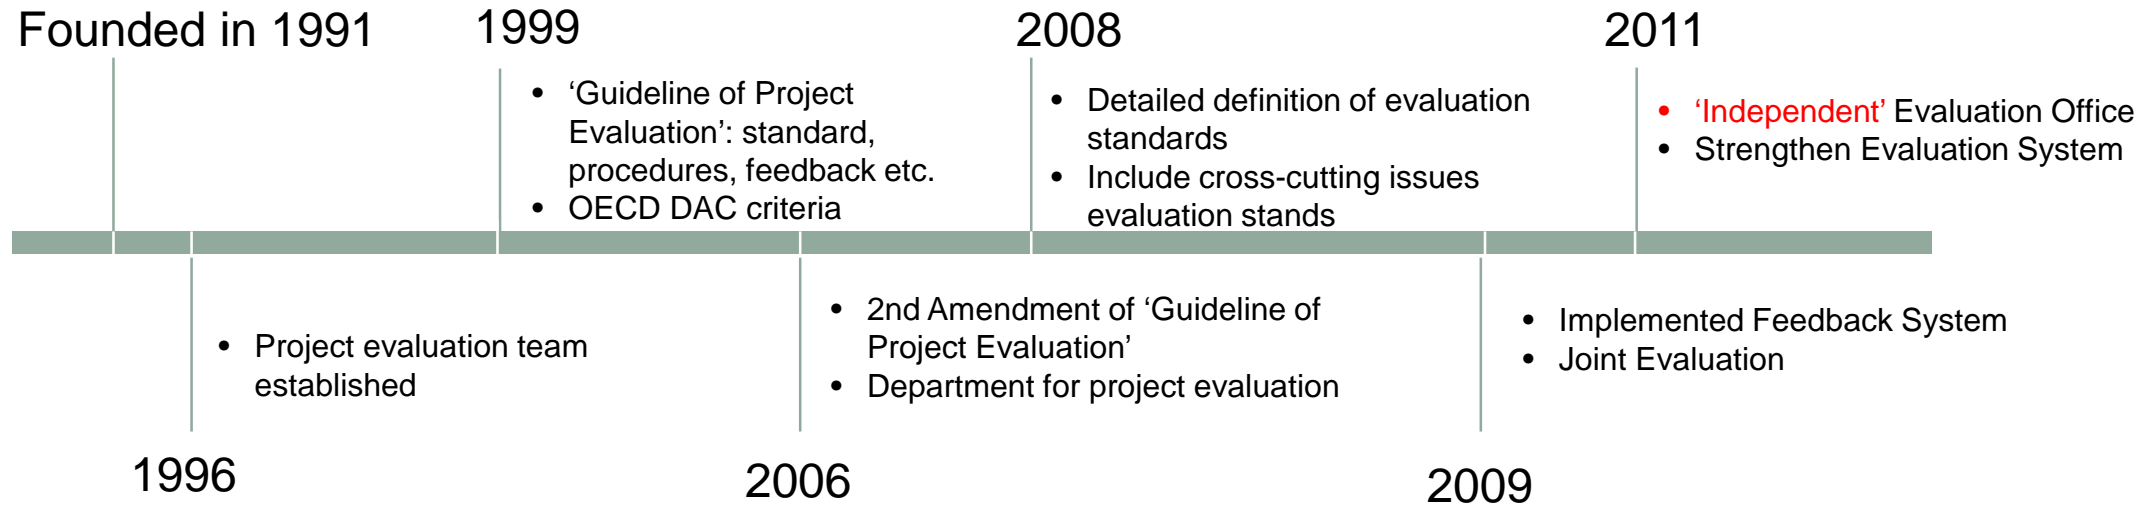 Founded in 1991
1999
• ‘Guideline of Project
Evaluation’: standard,
procedures, feedback etc.
• OECD DAC criteria
2008
• Detailed definition of evaluation
standards
• Include cross-cutting issues
evaluation stands
2011
• ‘Independent’ Evaluation Office
• Strengthen Evaluation System
• Project evaluation team
established
1996
• 2nd Amendment of ‘Guideline of
Project Evaluation’
• Department for project evaluation
2006
• Implemented Feedback System
• Joint Evaluation
2009